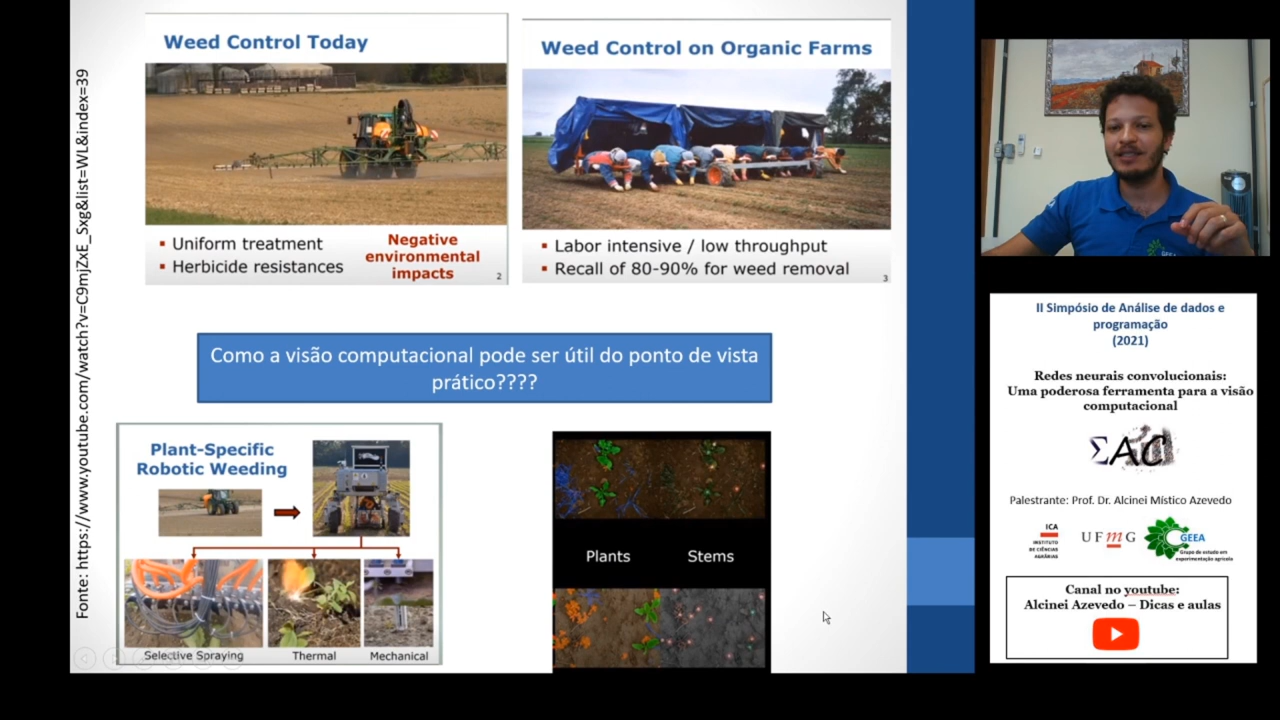 Fonte: https://www.youtube.com/watch?v=C9mjZxE_Sxg&list=WL&index=39
Weed Control Today
▪ Uniform treatment
▪ Herbicide resistances
Negative
environmental
impacts
2
Weed Control on Organic Farms
▪ Labor intensive / low throughput
▪ Recall of 80-90% for weed removal
3
Como a visão computacional pode ser útil do ponto de vista
prático????
Plant-Specific
Robotic Weeding
Selective Spraying
Thermal
Mechanical
Plants
Stems
II Simpósio de Análise de dados e
programação
(2021)
Redes neurais convolucionais:
Uma poderosa ferramenta para a visão
computacional
ΣAC
Palestrante: Prof. Dr. Alcinei Místico Azevedo
ICA
INSTITUTO
DE CIÊNCIAS
AGRÁRIAS
UFmG
GEEA
Grupo de estudo em
experimentação agrícola
Canal no youtube:
Alcinei Azevedo – Dicas e aulas